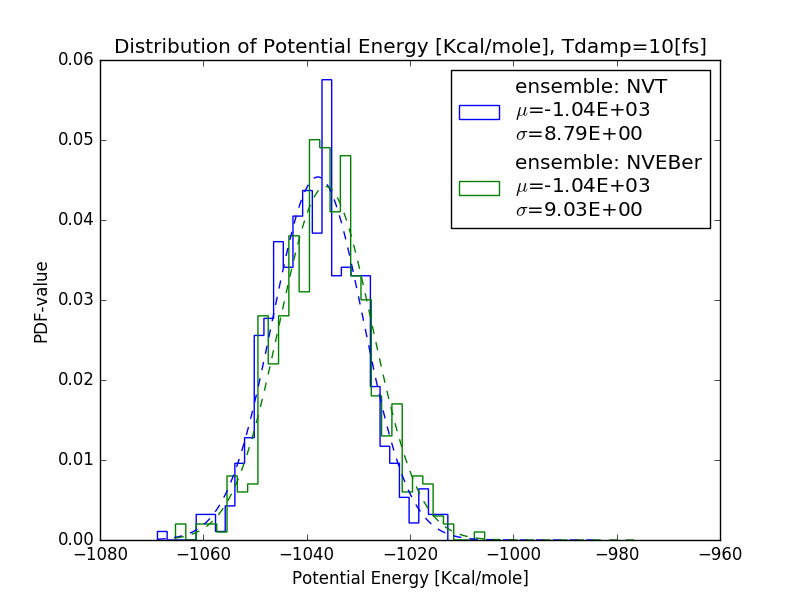 Distribution of Potential Energy [Kcal/mole], Tdamp=10[fs]
0.06
0.05
0.04
0.03
0.02
0.01
0.00
PDF-value
ensemble: NVT
μ=-1.04E+03
σ=8.79E+00
ensemble: NVEBer
μ=-1.04E+03
σ=9.03E+00
−1080 −1060 −1040 −1020 −1000 −980 −960
Potential Energy [Kcal/mole]